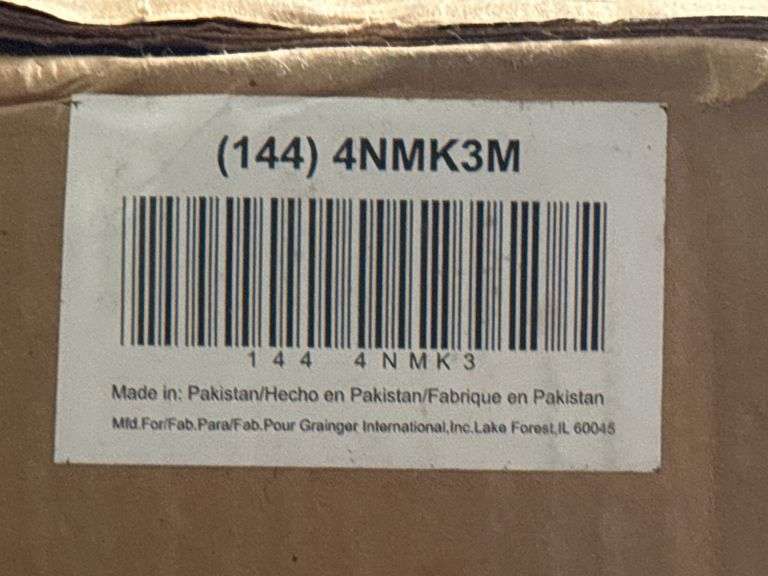 (144) 4NMK3M
144 4NMK3
Made in: Pakistan/Hecho en Pakistan/Fabrique en Pakistan
Mfd.For/Fab.Para/Fab.Pour Grainger International,Inc.Lake Forest,IL 60045